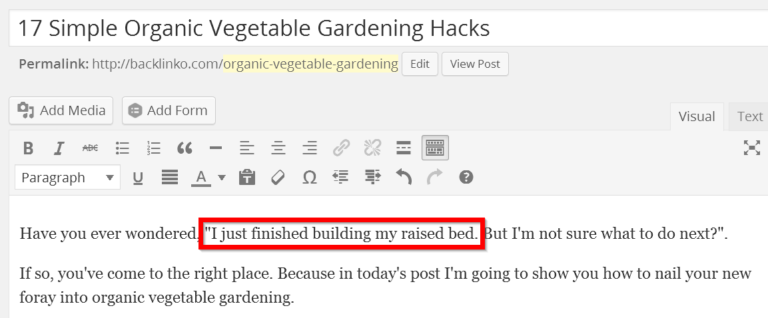 17 Simple Organic Vegetable Gardening Hacks
Permalink: http://backlinko.com/organic-vegetable-gardening Edit View Post
Add Media Add Form
Visual Text
B I ABC
Paragraph U A Ω ?
Have you ever wondered, "I just finished building my raised bed. But I'm not sure what to do next?".
If so, you've come to the right place. Because in today's post I'm going to show you how to nail your new
foray into organic vegetable gardening.